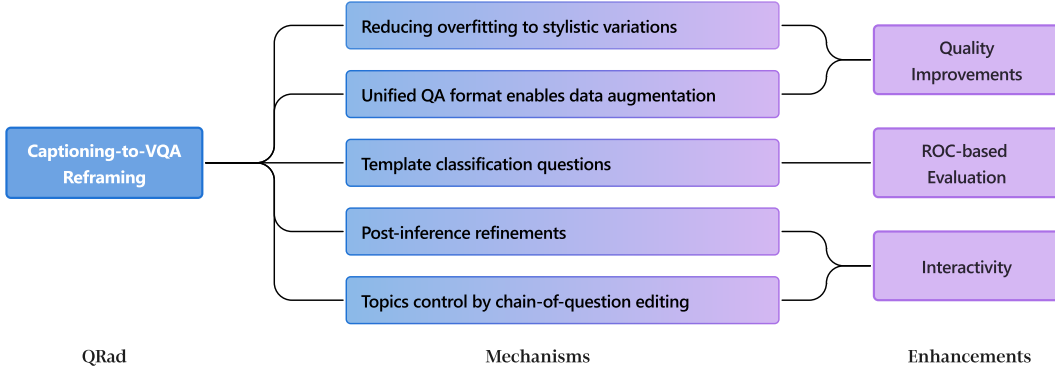 Captioning-to-VQA
Reframing
Reducing overfitting to stylistic variations
Unified QA format enables data augmentation
Template classification questions
Post-inference refinements
Topics control by chain-of-question editing
Quality
Improvements
ROC-based
Evaluation
Interactivity
QRad
Mechanisms
Enhancements